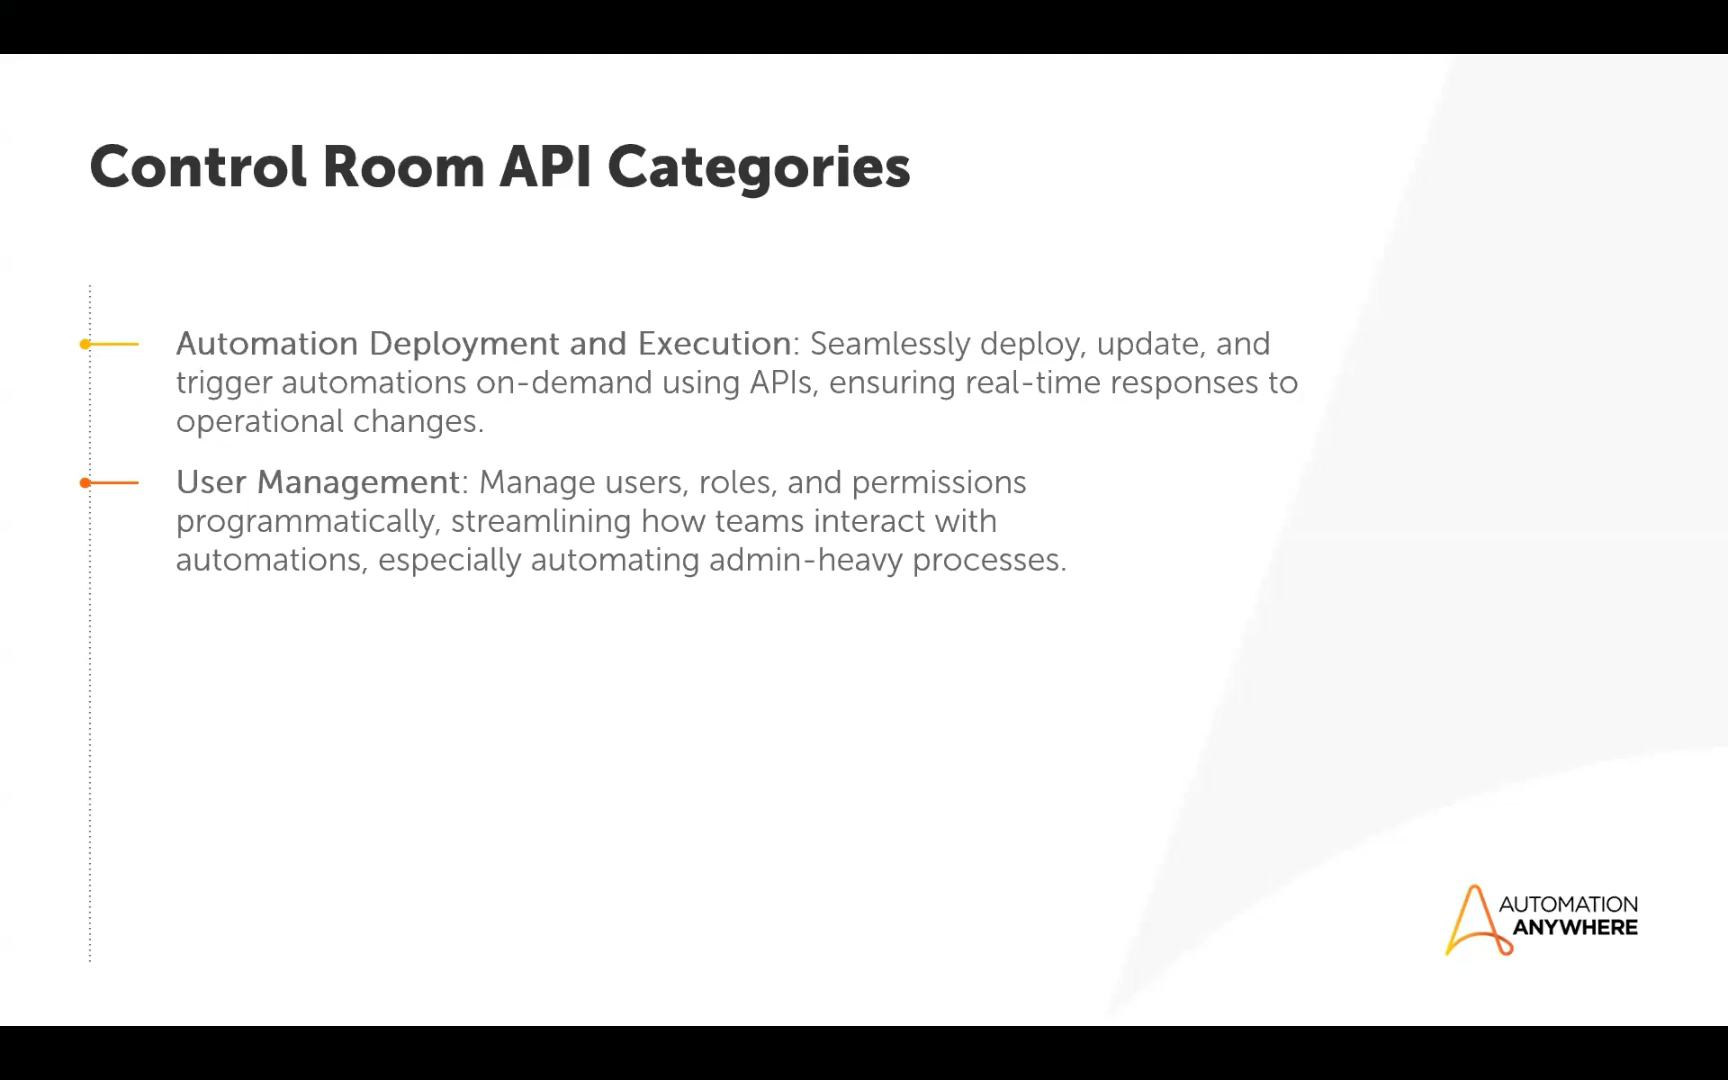 Control Room API Categories
Automation Deployment and Execution: Seamlessly deploy, update, and
trigger automations on-demand using APIs, ensuring real-time responses to
operational changes.
User Management: Manage users, roles, and permissions
programmatically, streamlining how teams interact with
automations, especially automating admin-heavy processes.
AUTOMATION
ANYWHERE